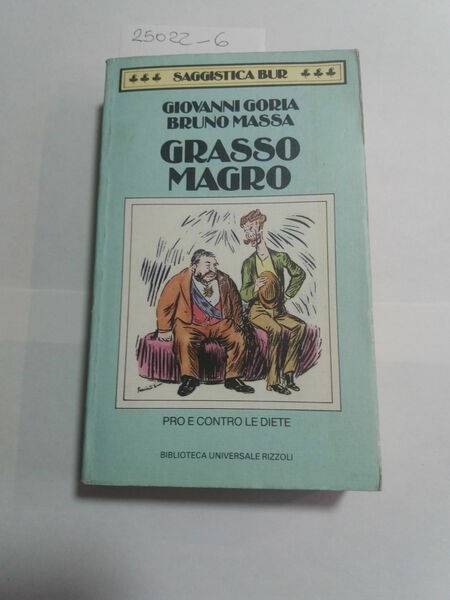 25022-6
SAGGISTICA BUR
GIOVANNI GORIA
BRUNO MASSA
GRASSO
MAGRO
PRO E CONTRO LE DIETE
BIBLIOTECA UNIVERSALE RIZZOLI